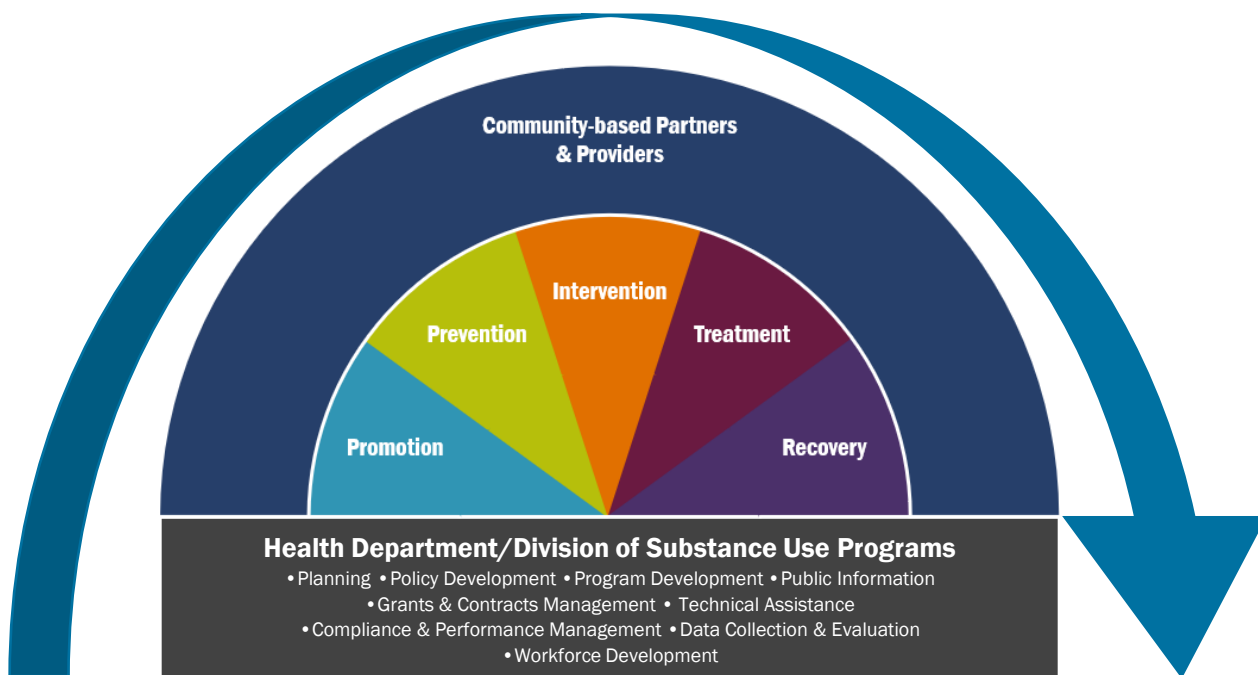 Community-based Partners
& Providers
Intervention
Prevention
Treatment
Promotion
Recovery
Health Department/Division of Substance Use Programs
•Planning •Policy Development •Program Development •Public Information
•Grants & Contracts Management • Technical Assistance
•Compliance & Performance Management •Data Collection & Evaluation
•Workforce Development